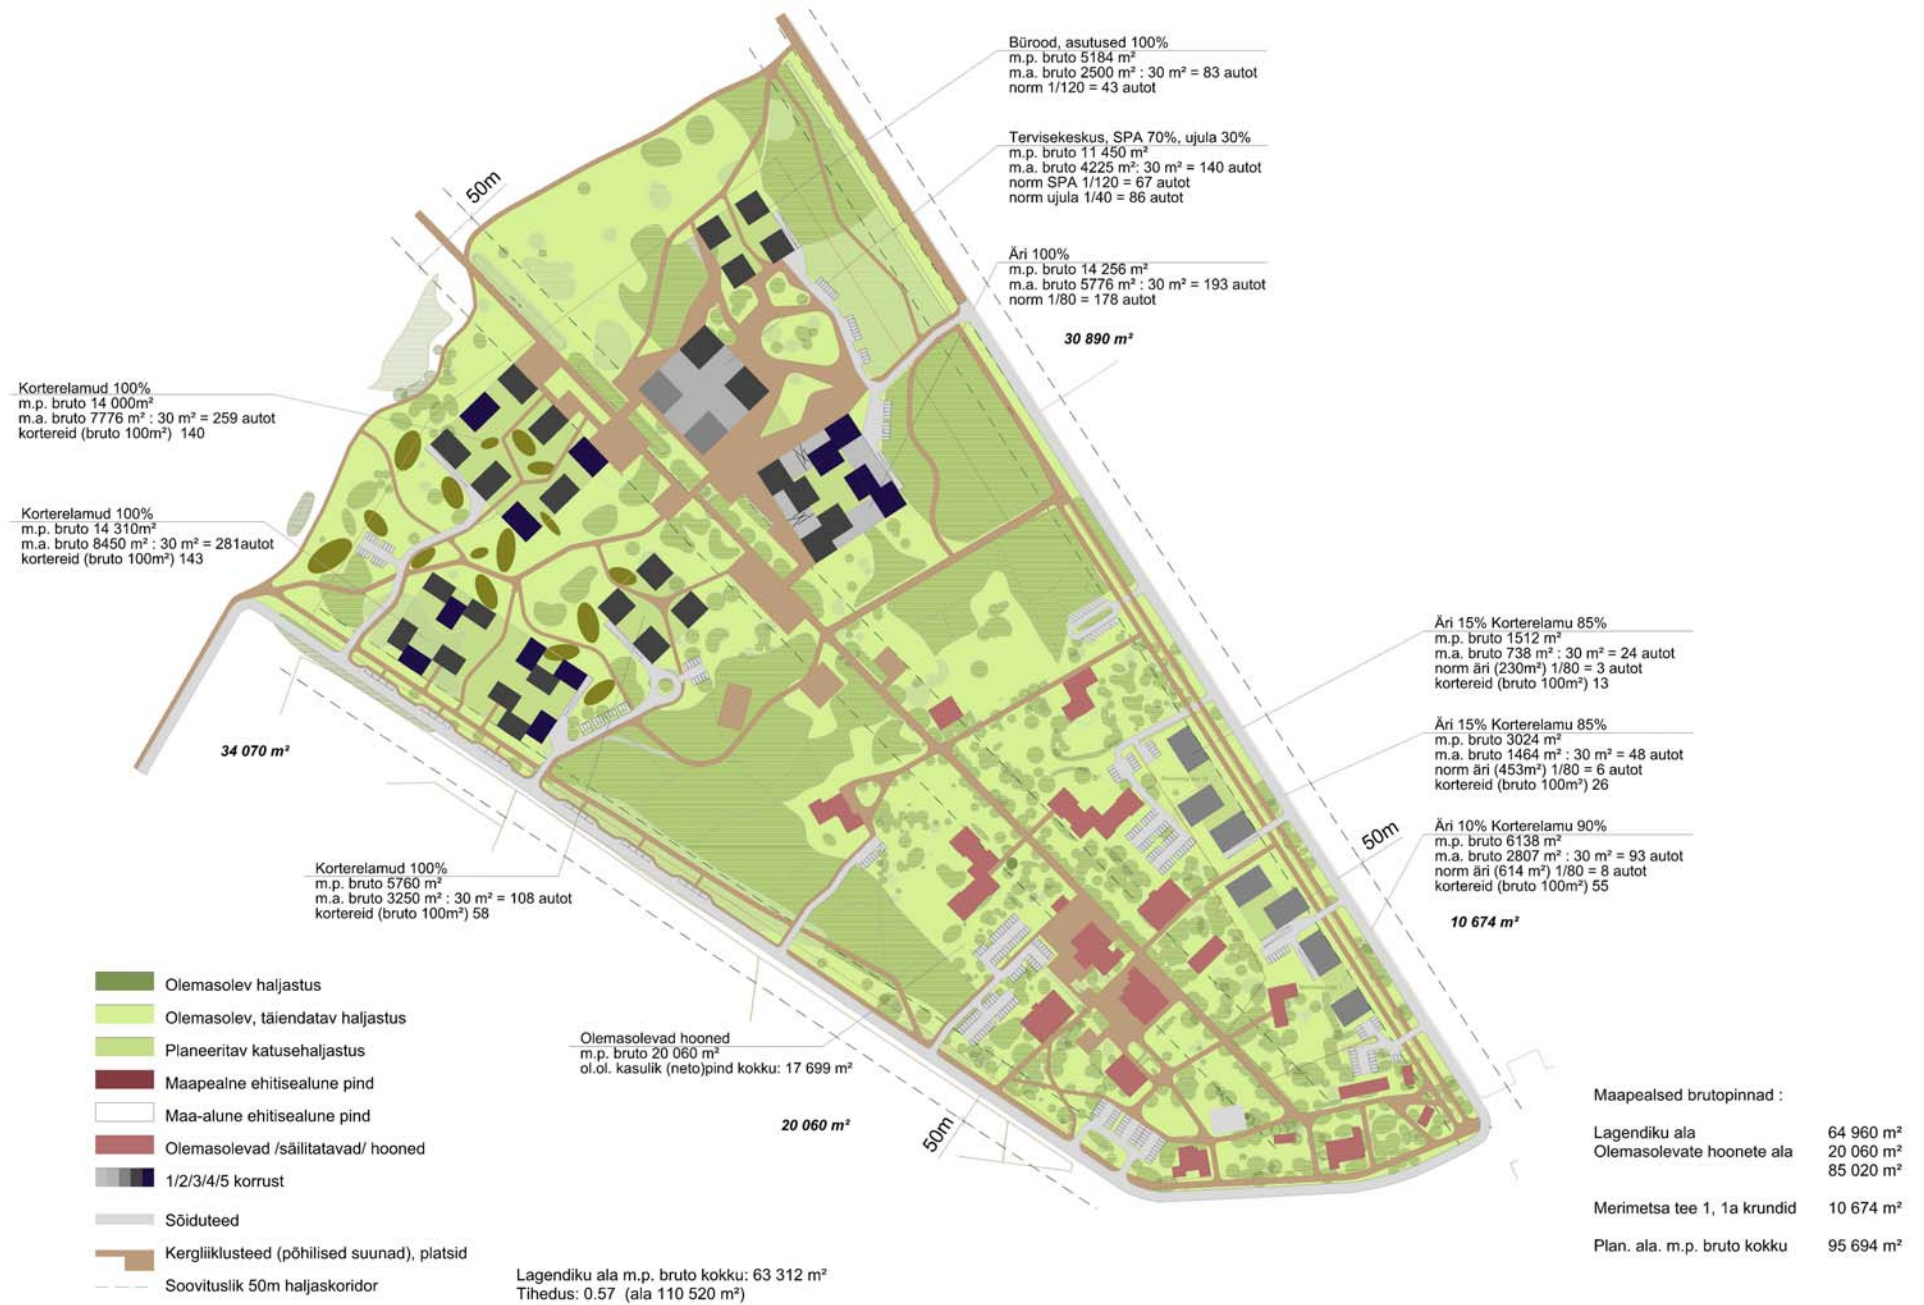 Bürood, asutused 100%
m.p. bruto 5184 m²
m.a. bruto 2500 m² : 30 m² = 83 autot
norm 1/120 = 43 autot
Tervisekeskus, SPA 70%, ujula 30%
m.p. bruto 11 450 m²
m.a. bruto 4225 m²: 30 m² = 140 autot
norm SPA 1/120 = 67 autot
norm ujula 1/40 = 86 autot
Äri 100%
m.p. bruto 14 256 m²
m.a. bruto 5776 m² : 30 m² = 193 autot
norm 1/80 = 178 autot
30 890 m²
50m
Korterelamud 100%
m.p. bruto 14 000m²
m.a. bruto 7776 m² : 30 m² = 259 autot
kortereid (bruto 100m²) 140
Korterelamud 100%
m.p. bruto 14 310m²
m.a. bruto 8450 m² : 30 m² = 281autot
kortereid (bruto 100m²) 143
34 070 m²
Äri 15% Korterelamu 85%
m.p. bruto 1512 m²
m.a. bruto 738 m² : 30 m² = 24 autot
norm äri (230m²) 1/80 = 3 autot
kortereid (bruto 100m²) 13
Äri 15% Korterelamu 85%
m.p. bruto 3024 m²
m.a. bruto 1464 m² : 30 m² = 48 autot
norm äri (453m²) 1/80 = 6 autot
kortereid (bruto 100m²) 26
50m
Äri 10% Korterelamu 90%
m.p. bruto 6138 m²
m.a. bruto 2807 m² : 30 m² = 93 autot
norm äri (614 m²) 1/80 = 8 autot
kortereid (bruto 100m²) 55
10 674 m²
Korterelamud 100%
m.p. bruto 5760 m²
m.a. bruto 3250 m² : 30 m² = 108 autot
kortereid (bruto 100m²) 58
Olemasolevad hooned
m.p. bruto 20 060 m²
ol.ol. kasulik (neto)pind kokku: 17 699 m²
20 060 m²
50m
Olemasolev haljastus
Olemasolev, täiendatav haljastus
Planeeritav katusehaljastus
Maapealne ehitisealune pind
Maa-alune ehitisealune pind
Olemasolevad /säilitatavad/ hooned
1/2/3/4/5 korrust
Sõiduteed
Kergliiklusteed (põhilised suunad), platsid
Soovituslik 50m haljaskoridor
Lagendiku ala m.p. bruto kokku: 63 312 m²
Tihedus: 0.57 (ala 110 520 m²)
Maapealsed brutopinnad :
Lagendiku ala 64 960 m²
Olemasolevate hoonete ala 20 060 m²
85 020 m²
Merimetsa tee 1, 1a krundid 10 674 m²
Plan. ala. m.p. bruto kokku 95 694 m²